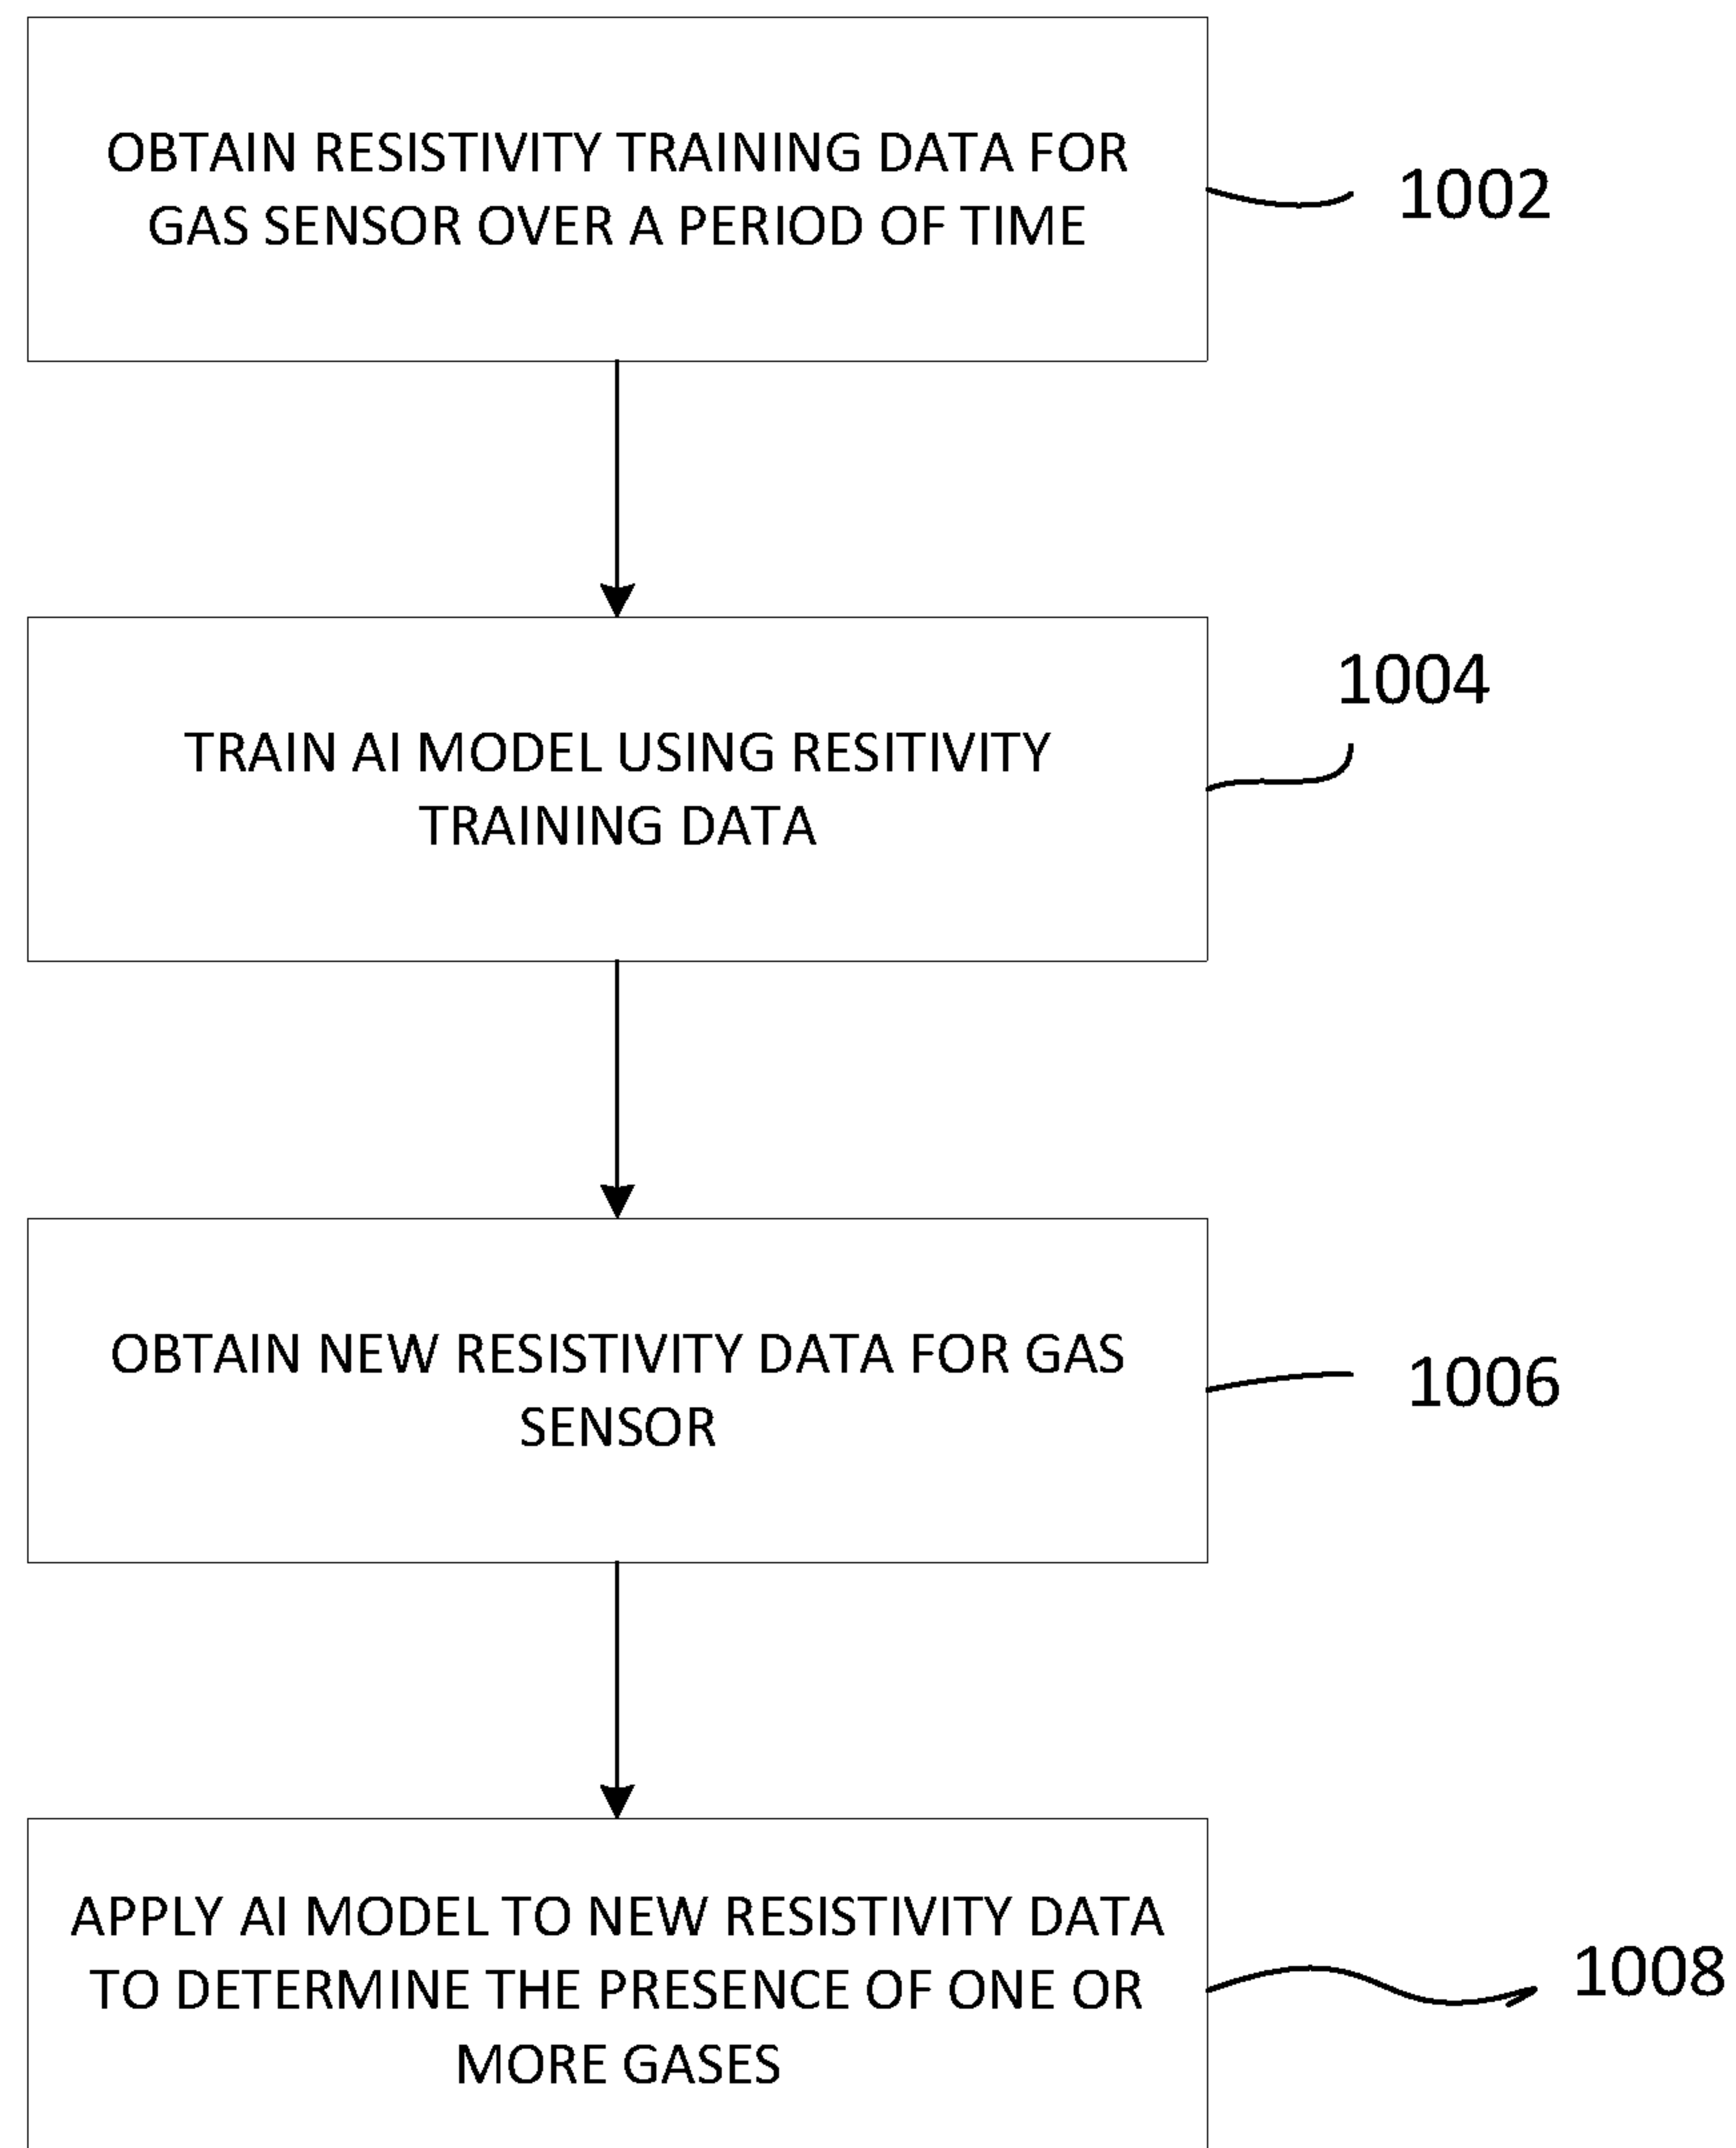 OBTAIN RESISTIVITY TRAINING DATA FOR
GAS SENSOR OVER A PERIOD OF TIME
1002
1004
TRAIN AI MODEL USING RESITIVITY
TRAINING DATA
OBTAIN NEW RESISTIVITY DATA FOR GAS
SENSOR
1006
APPLY AI MODEL TO NEW RESISTIVITY DATA
TO DETERMINE THE PRESENCE OF ONE OR
MORE GASES
1008